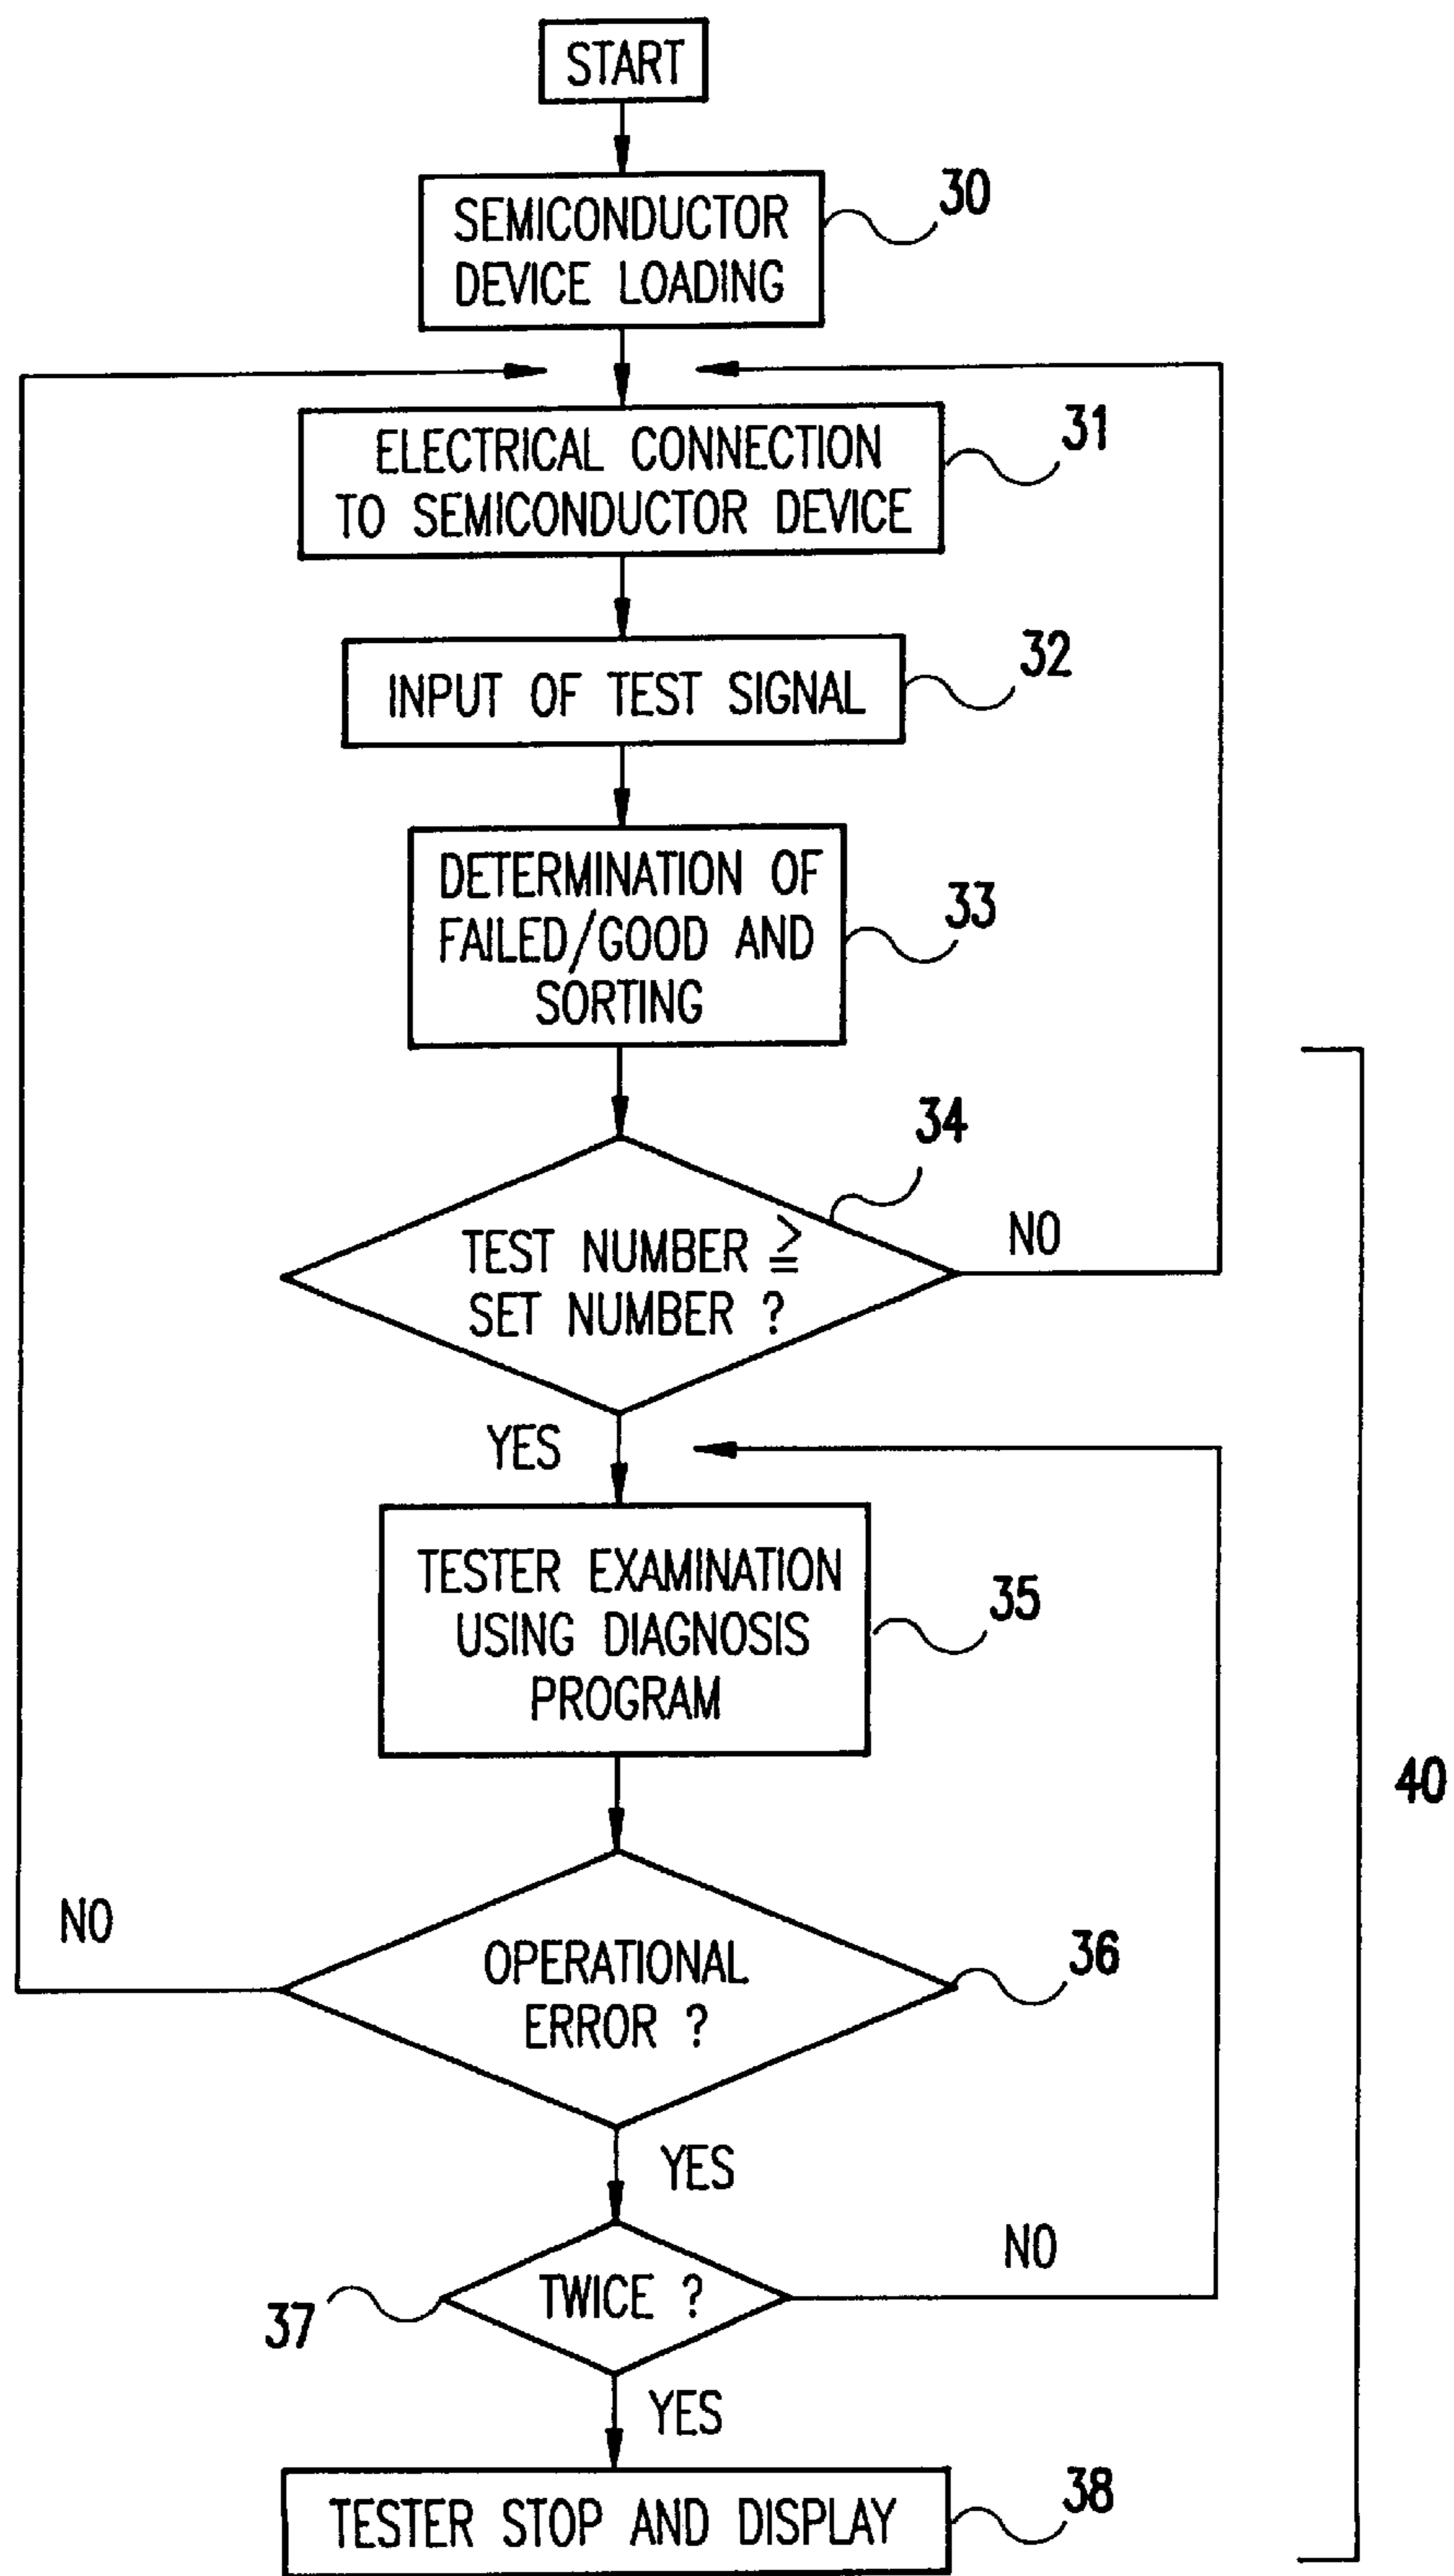 START
SEMICONDUCTOR
DEVICE LOADING
30
ELECTRICAL CONNECTION
TO SEMICONDUCTOR DEVICE
31
INPUT OF TEST SIGNAL
32
DETERMINATION OF
FAILED/GOOD AND
SORTING
33
34
TEST NUMBER ≧
SET NUMBER ?
NO
YES
TESTER EXAMINATION
USING DIAGNOSIS
PROGRAM
35
40
NO
OPERATIONAL
ERROR ?
36
YES
TWICE ?
NO
37
YES
TESTER STOP AND DISPLAY
38